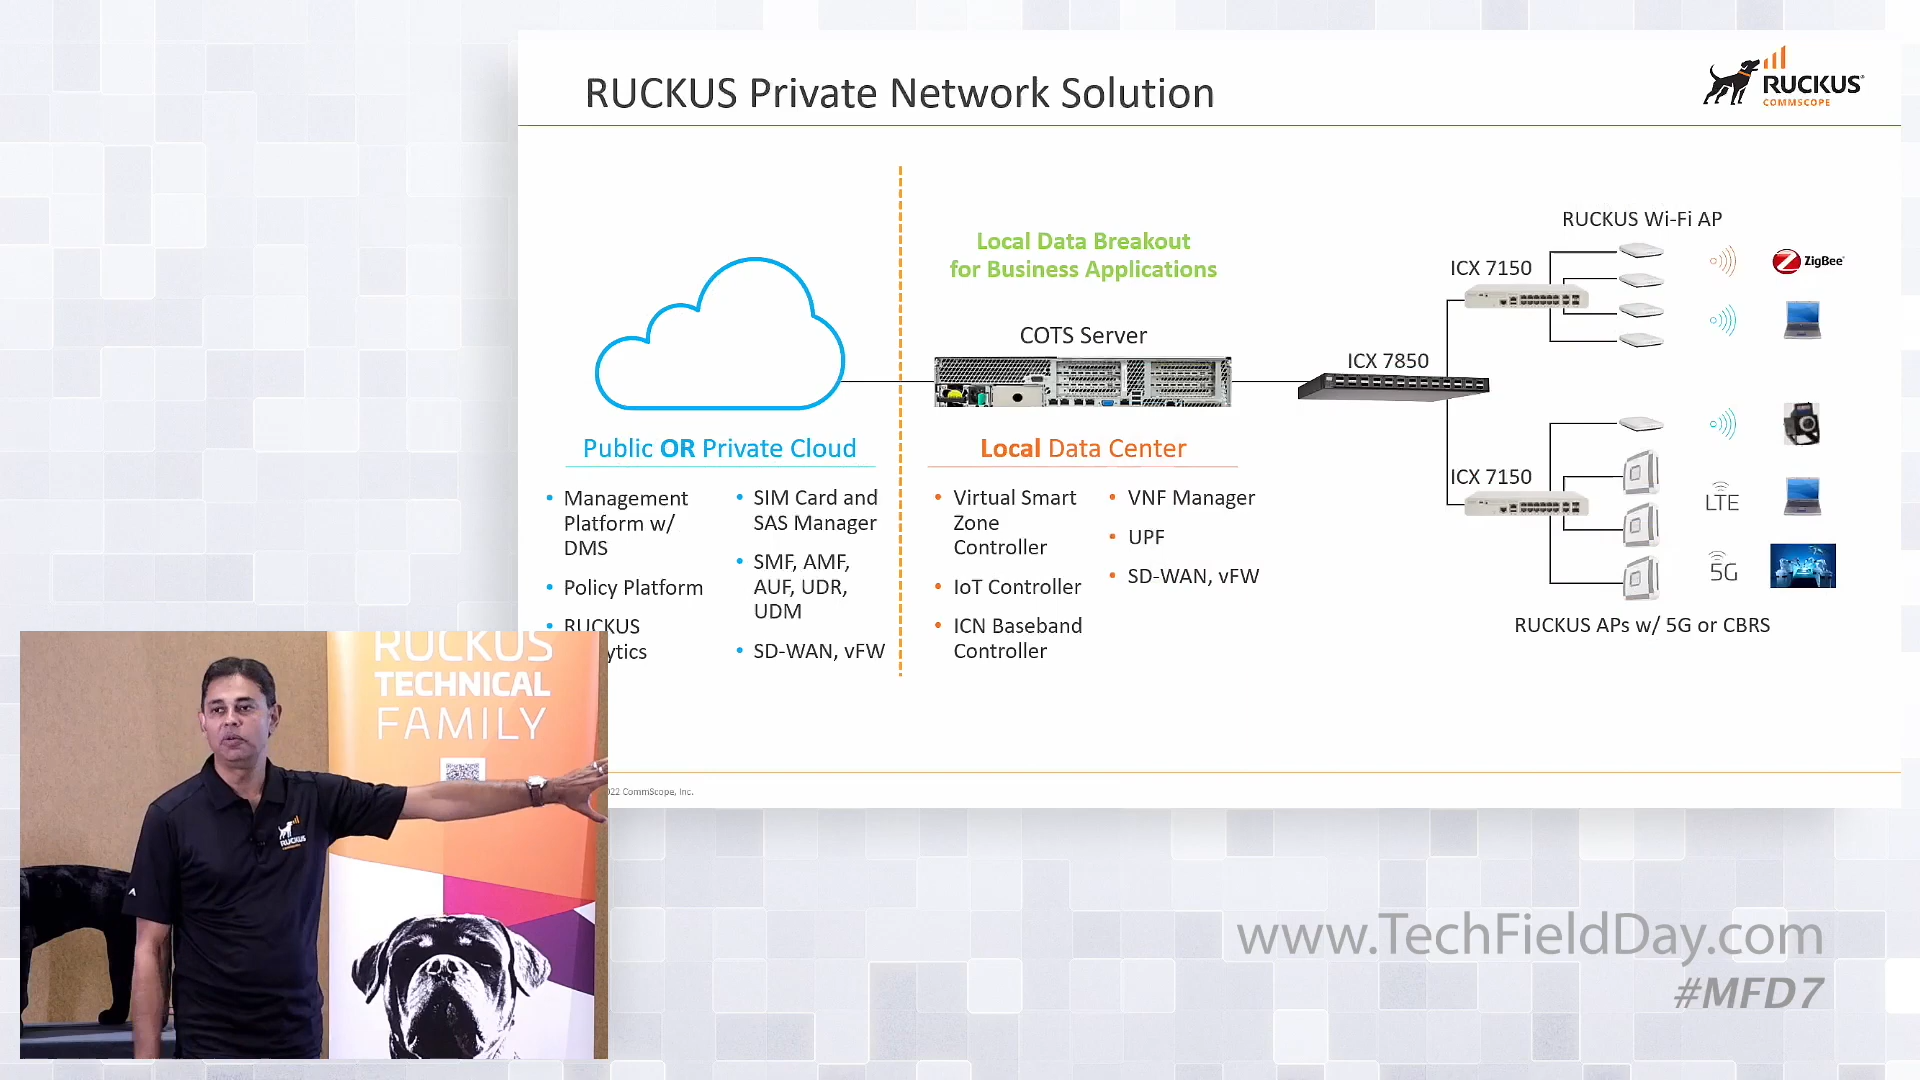 RUCKUS Private Network Solution
RUCKUS
COMMSCOPE
Local Data Breakout
for Business Applications
COTS Server
Public OR Private Cloud
Management
Platform w/
DMS
Policy Platform
RUCKUS
ytics
SIM Card and
SAS Manager
SMF, AMF,
AUF, UDR,
UDM
SD-WAN, vFW
Local Data Center
Virtual Smart
Zone
Controller
IoT Controller
ICN Baseband
Controller
VNF Manager
UPF
SD-WAN, vFW
ICX 7850
RUCKUS Wi-Fi AP
ICX 7150
ZigBee
ICX 7150
LTE
5G
RUCKUS APs w/ 5G or CBRS
22 CommScope, Inc.
RUCKUS
TECHNICAL
FAMILY
RUCKUS
www.TechFieldDay.com
#MFD7